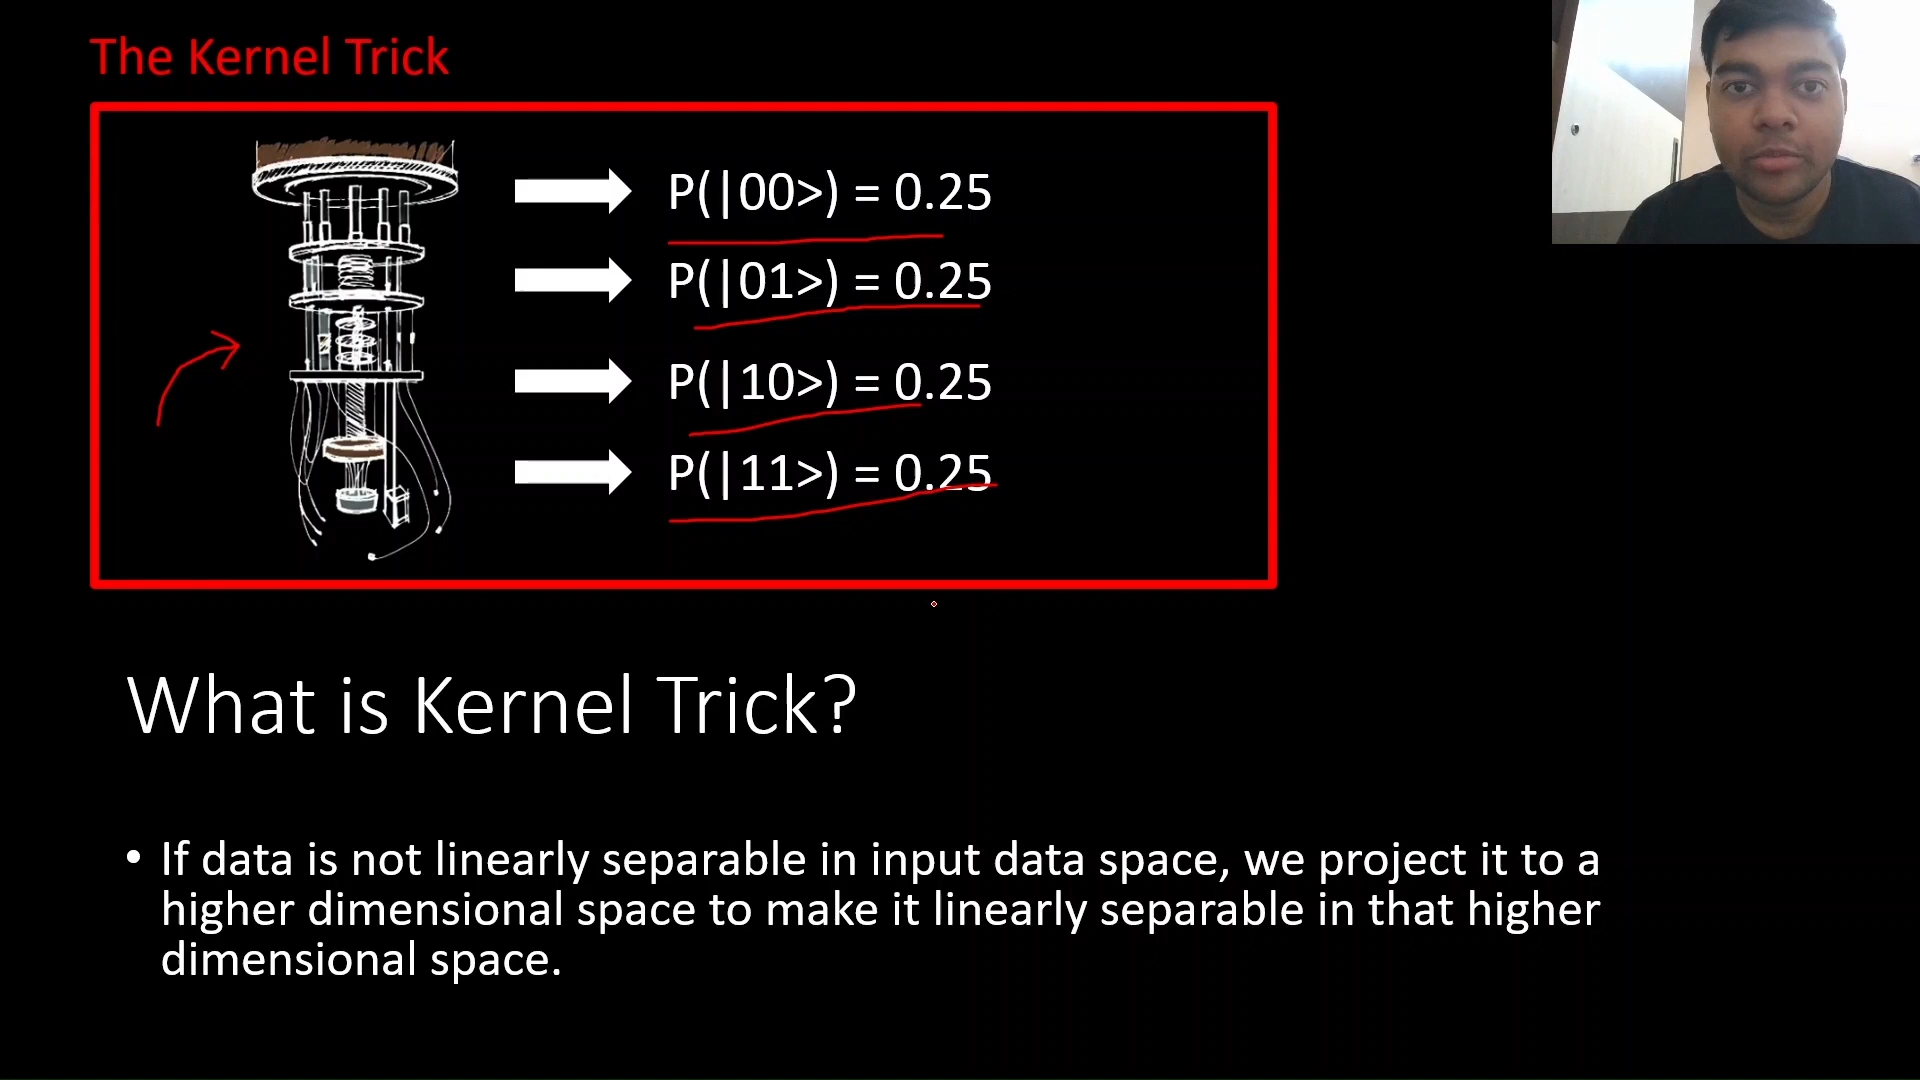 The Kernel Trick
P(|00>) = 0.25
P(|01>) = 0.25
P(|10>) = 0.25
P(|11>) = 0.25
What is Kernel Trick?
• If data is not linearly separable in input data space, we project it to a
higher dimensional space to make it linearly separable in that higher
dimensional space.